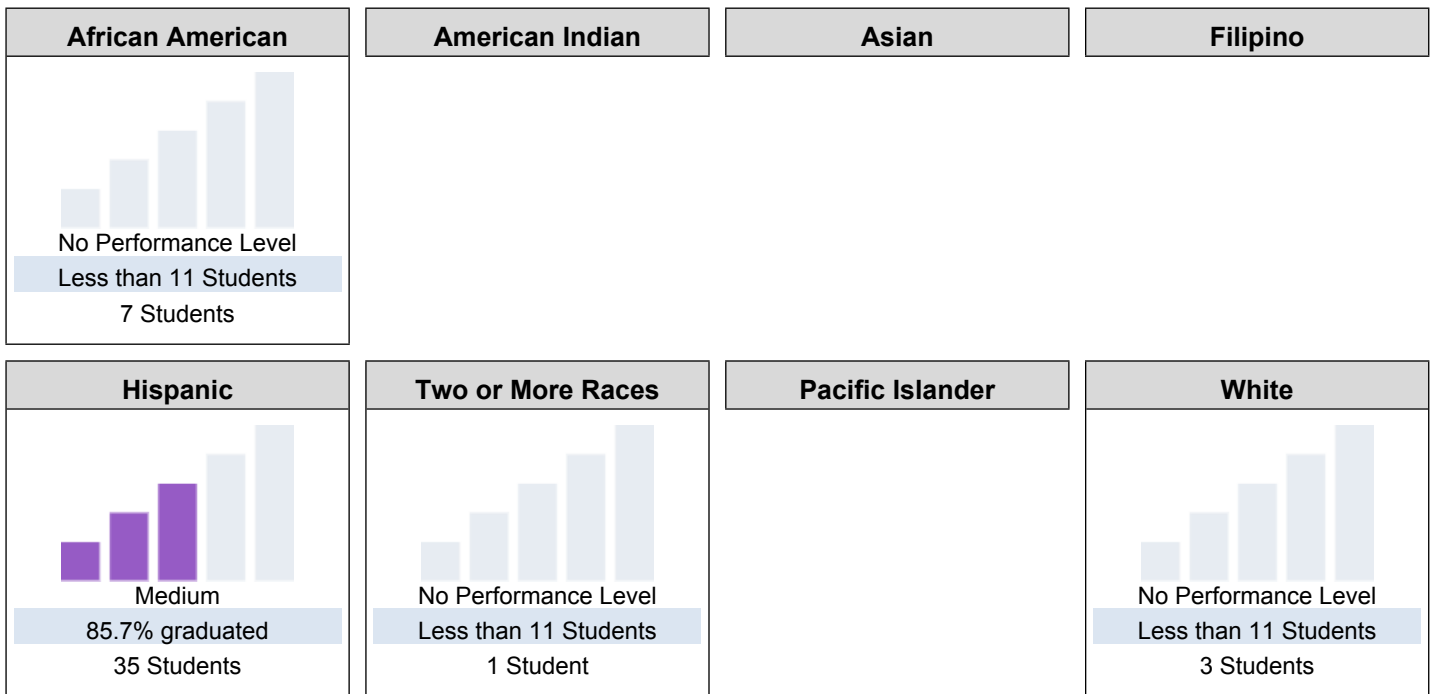 African American
American Indian
Asian
Filipino
No Performance Level
Less than 11 Students
7 Students
Hispanic
Two or More Races
Pacific Islander
White
Medium
85.7% graduated
35 Students
No Performance Level
Less than 11 Students
1 Student
No Performance Level
Less than 11 Students
3 Students